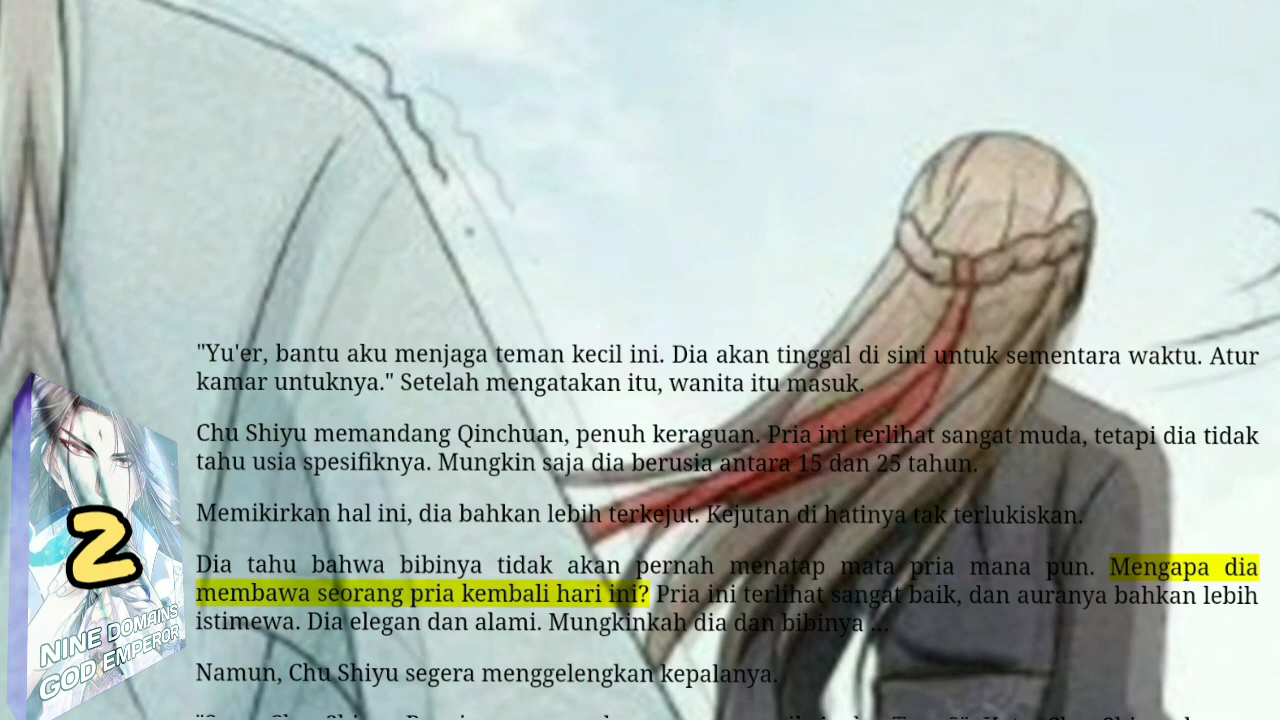 "Yu'er, bantu aku menjaga teman kecil ini. Dia akan tinggal di sini untuk sementara waktu. Atur
kamar untuknya." Setelah mengatakan itu, wanita itu masuk.
Chu Shiyu memandang Qinchuan, penuh keraguan. Pria ini terlihat sangat muda, tetapi dia tidak
tahu usia spesifiknya. Mungkin saja dia berusia antara 15 dan 25 tahun.
Memikirkan hal ini, dia bahkan lebih terkejut. Kejutan di hatinya tak terlukiskan.
Dia tahu bahwa bibinya tidak akan pernah menatap mata pria mana pun. Mengapa dia
membawa seorang pria kembali hari ini? Pria ini terlihat sangat baik, dan auranya bahkan lebih
istimewa. Dia elegan dan alami. Mungkinkah dia dan bibinya ...
Namun, Chu Shiyu segera menggelengkan kepalanya.
2
NINE DOMAINS
GOD EMPEROR